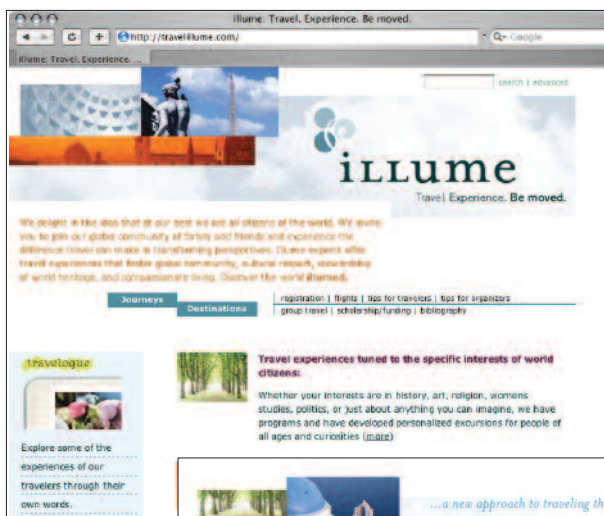 illume: Travel. Experience. Be moved.
http://travelillume.com/
Google
illume: Travel. Experience. ...
search | advanced
iLLUme
Travel. Experience. Be moved.
We delight in the idea that at our best we are all citizens of the world. We invite
you to join our global community of family and friends and experience the
difference travel can make in transforming perspectives. Illume experts offer
travel experiences that foster global community, cultural respect, stewardship
of world heritage, and compassionate living. Discover the world illumed.
Journeys
Destinations
registration | flights | tips for travelers | tips for organizers
group travel | scholarship/funding | bibliography
travelogue
Explore some of the
experiences of our
travelers through their
own words.
Travel experiences tuned to the specific interests of world
citizens:
Whether your interests are in history, art, religion, womens
studies, politics, or just about anything you can imagine, we have
programs and have developed personalized excursions for people of
all ages and curiosities (more)
...a new approach to traveling th